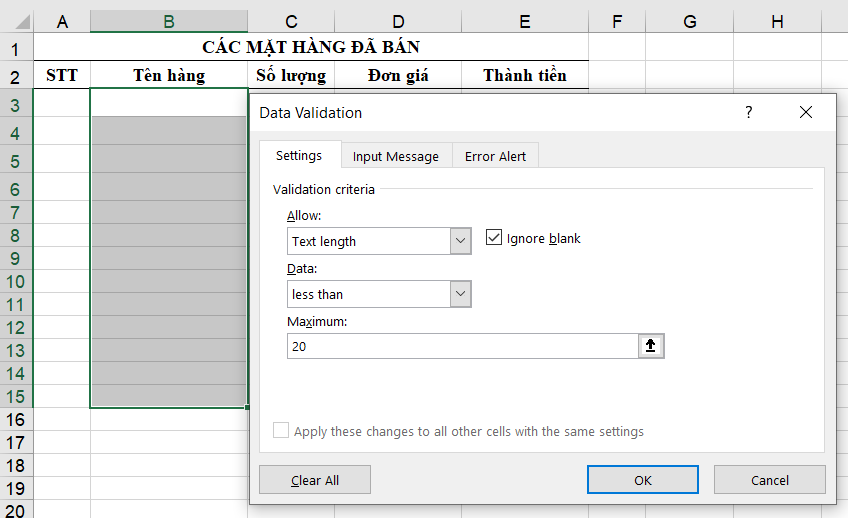 A B C D E F G H
1 CÁC MẶT HÀNG ĐÃ BÁN
2 STT Tên hàng Số lượng Đơn giá Thành tiền
3
4
5
6
7
8
9
10
11
12
13
14
15
16
17
18
19
20
Data Validation ?
Settings Input Message Error Alert
Validation criteria
Allow:
Text length Ignore blank
Data:
less than
Maximum:
20
Apply these changes to all other cells with the same settings
Clear All OK Cancel